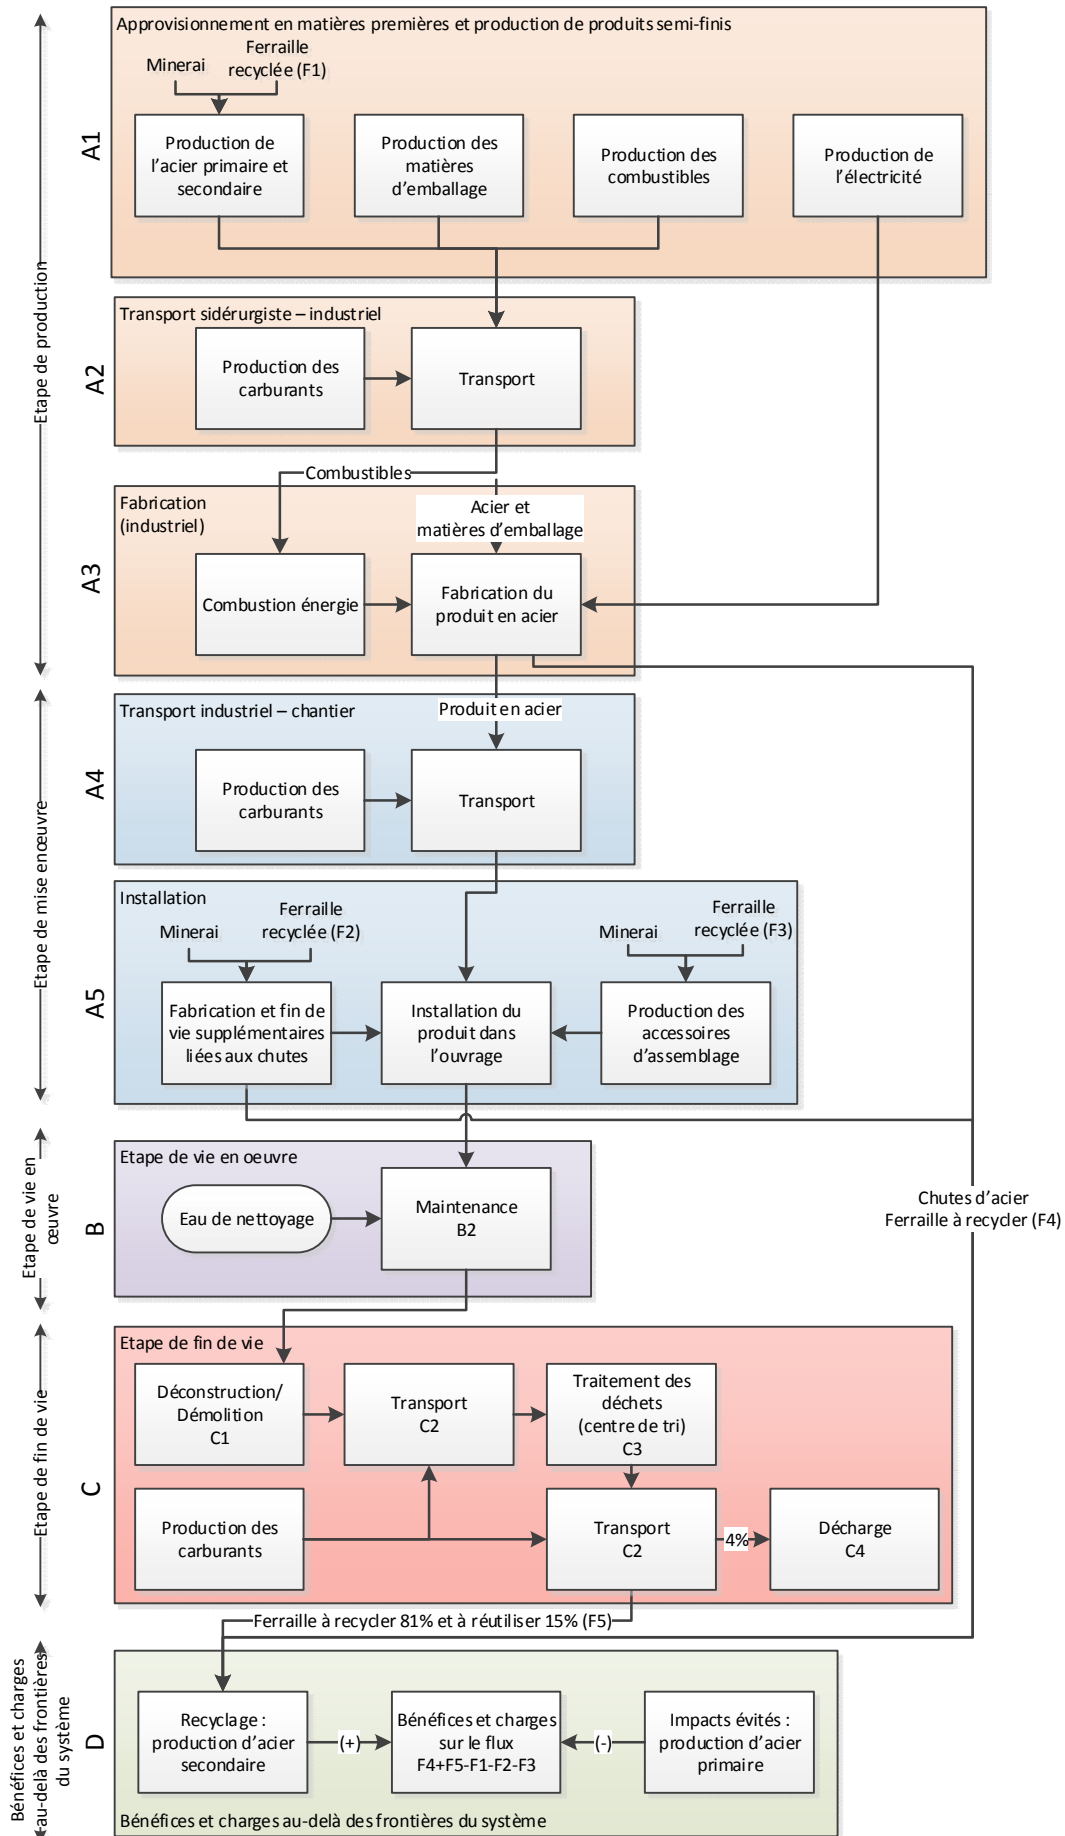 Approvisionnement en matières premières et production de produits semi-finis
Minerai
Ferraille
recyclée (F1)
A1
Production de
l'acier primaire et
secondaire
Production des
matières
d'emballage
Production des
combustibles
Production de
l'électricité
Etape de production
Transport sidérurgiste – industriel
A2
Production des
carburants
Transport
Combustibles
Fabrication
(industriel)
Acier et
matières d'emballage
A3
Combustion énergie
Fabrication du
produit en acier
Transport industriel – chantier
Produit en acier
A4
Production des
carburants
Transport
Etape de mise en œuvre
Installation
Minerai
Ferraille
recyclée (F2)
Minerai
Ferraille
recyclée (F3)
A5
Fabrication et fin de
vie supplémentaires
liées aux chutes
Installation du
produit dans
l'ouvrage
Production des
accessoires
d'assemblage
Etape de vie en
œuvre
B
Etape de vie en oeuvre
Eau de nettoyage
Maintenance
B2
Chutes d'acier
Ferraille à recycler (F4)
Etape de fin de vie
C
Etape de fin de vie
Déconstruction/
Démolition
C1
Transport
C2
Traitement des
déchets
(centre de tri)
C3
Production des
carburants
Transport
C2
4%
Décharge
C4
Ferraille à recycler 81% et à réutiliser 15% (F5)
Bénéfices et charges
au-delà des frontières
du système
D
Recyclage :
production d'acier
secondaire
(+)
Bénéfices et charges
sur le flux
F4+F5-F1-F2-F3
(-)
Impacts évités :
production d'acier
primaire
Bénéfices et charges au-delà des frontières du système